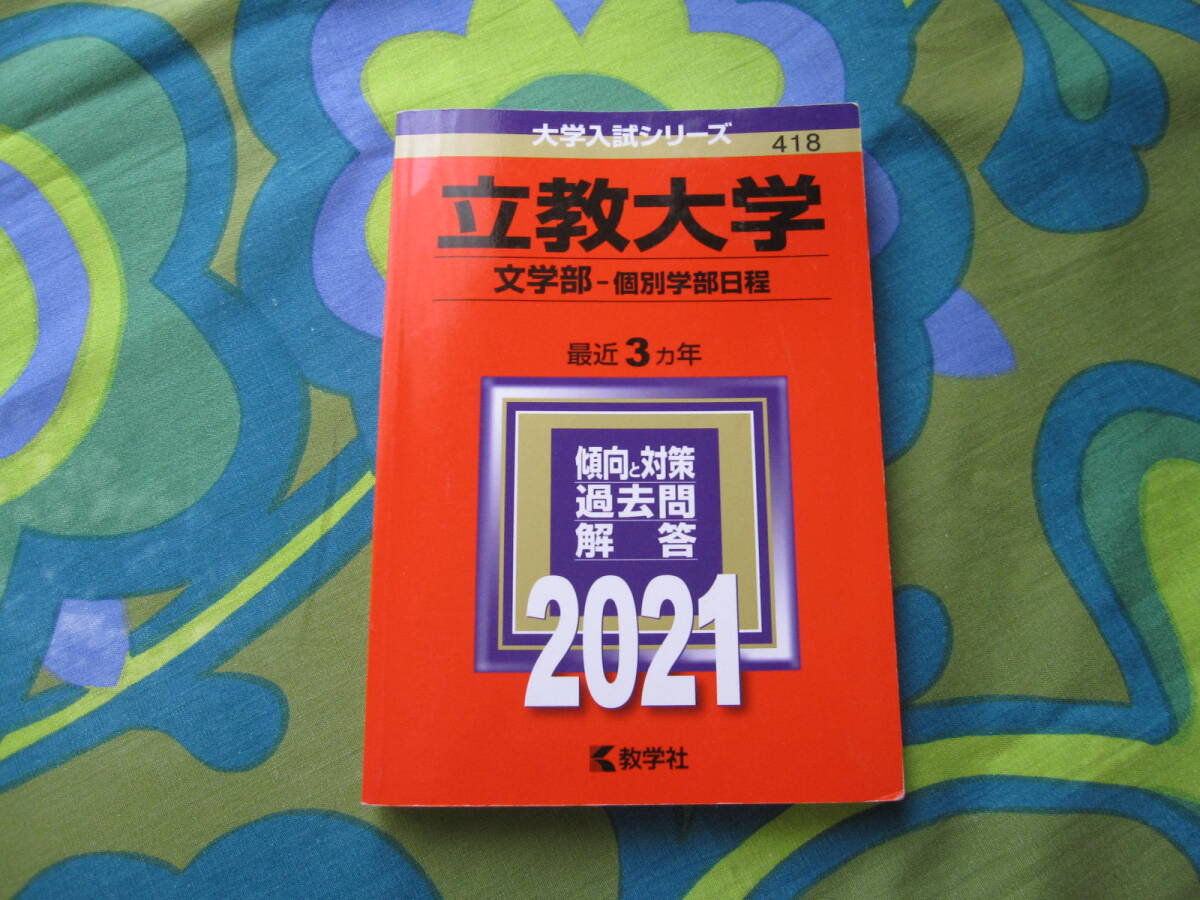 大学入試シリーズ
418
立教大学
文学部-個別学部日程
最近3カ年
傾向と対策
過去問
解答
2021
教学社